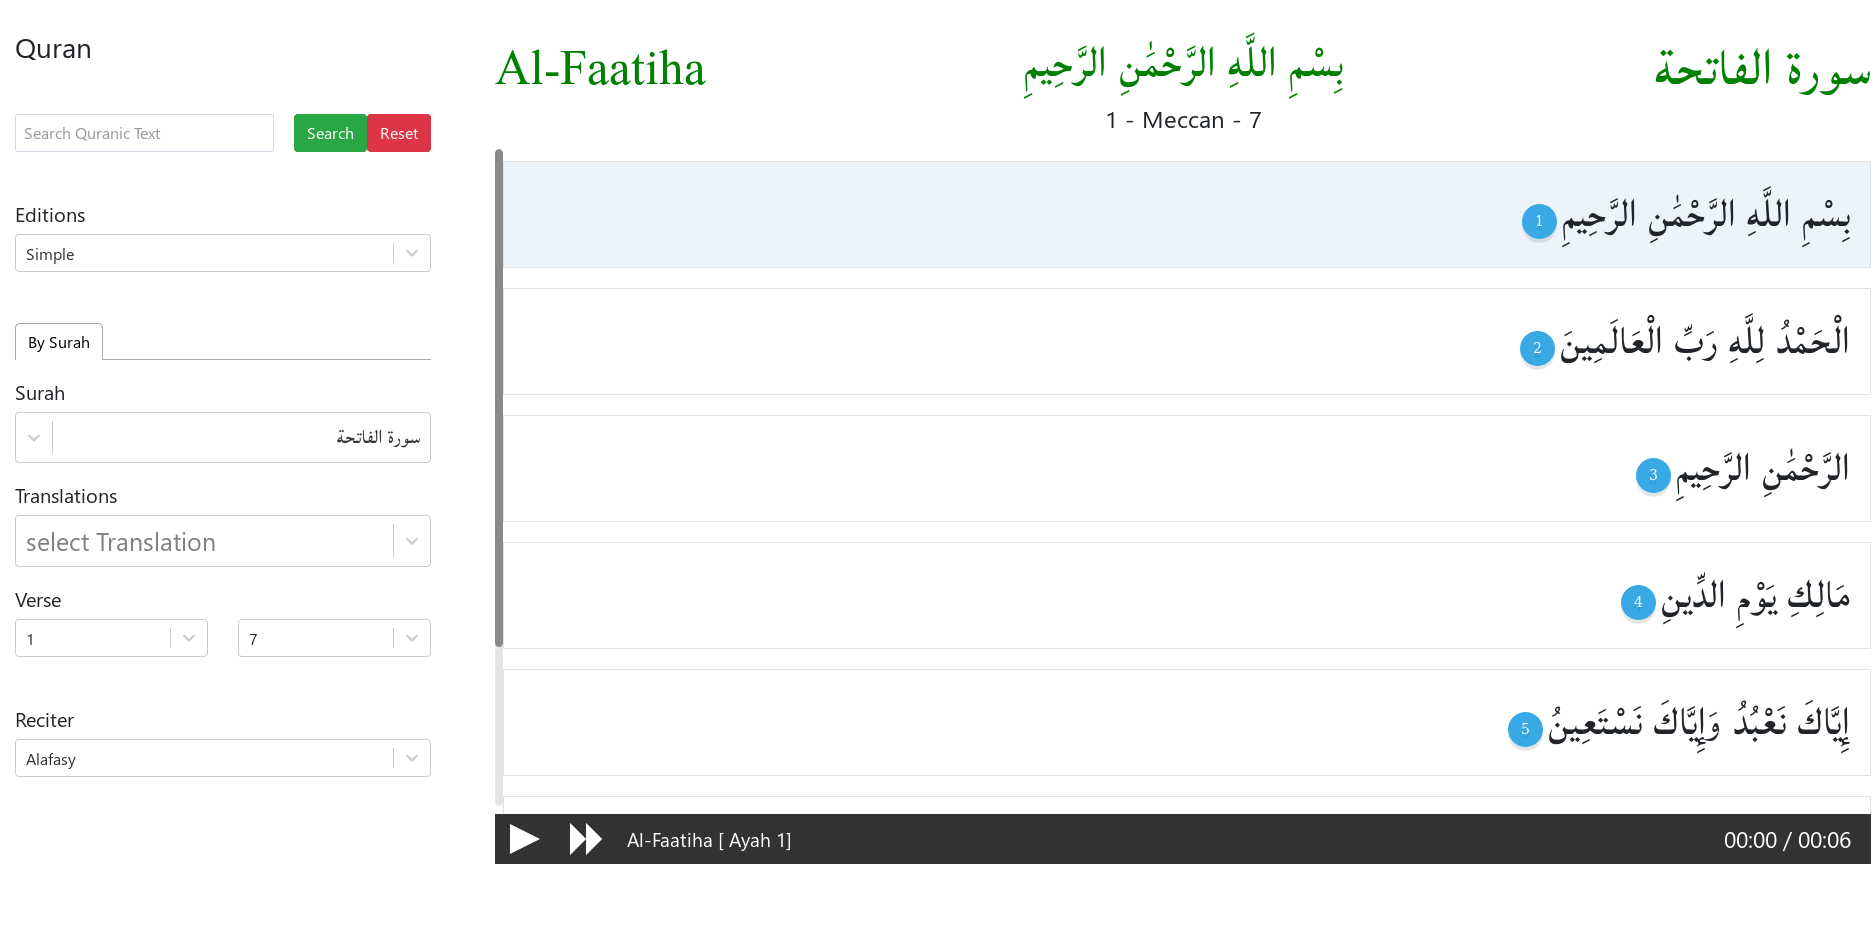 Quran
Search Quranic Text
Search
Reset
Editions
Simple
By Surah
Surah
سورة الفاتحة
Translations
select Translation
Verse
1
7
Reciter
Alafasy
Al-Faatiha
بِسْمِ اللَّهِ الرَّحْمَٰنِ الرَّحِيمِ
سورة الفاتحة
1 - Meccan - 7
بِسْمِ اللَّهِ الرَّحْمَٰنِ الرَّحِيمِ 1
الْحَمْدُ لِلَّهِ رَبِّ الْعَالَمِينَ 2
الرَّحْمَٰنِ الرَّحِيمِ 3
مَالِكِ يَوْمِ الدِّينِ 4
إِيَّاكَ نَعْبُدُ وَإِيَّاكَ نَسْتَعِينُ 5
Al-Faatiha [ Ayah 1]
00:00 / 00:06